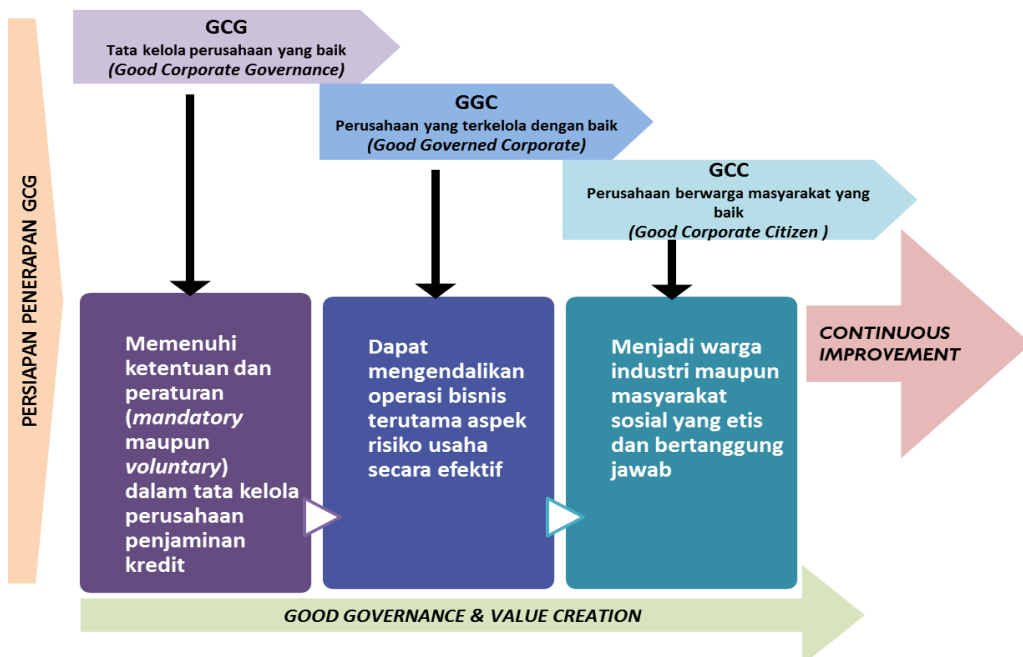 PERSIAPAN PENERAPAN GCG
GCG
Tata kelola perusahaan yang baik
(Good Corporate Governance)
GGC
Perusahaan yang terkelola dengan baik
(Good Governed Corporate)
GCC
Perusahaan berwarga masyarakat yang
baik
(Good Corporate Citizen )
Memenuhi
ketentuan dan
peraturan
(mandatory
maupun
voluntary)
dalam tata kelola
perusahaan
penjaminan
kredit
Dapat
mengendalikan
operasi bisnis
terutama aspek
risiko usaha
secara efektif
Menjadi warga
industri maupun
masyarakat
sosial yang etis
dan bertanggung
jawab
CONTINUOUS
IMPROVEMENT
GOOD GOVERNANCE & VALUE CREATION